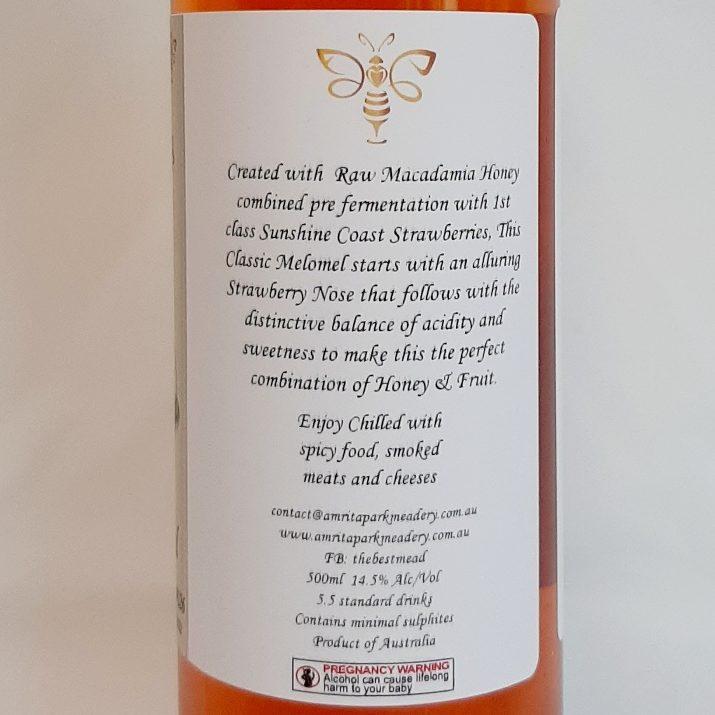 Created with Raw Macadamia Honey
combined pre fermentation with 1st
class Sunshine Coast Strawberries, This
Classic Melomel starts with an alluring
Strawberry Nose that follows with the
distinctive balance of acidity and
sweetness to make this the perfect
combination of Honey & Fruit.
Enjoy Chilled with
spicy food, smoked
meats and cheeses
contact@amritaparkmeadery.com.au
www.amritaparkmeadery.com.au
FB: thebestmead
500ml 14.5% Alc/Vol
5.5 standard drinks
Contains minimal sulphites
Product of Australia
PREGNANCY WARNING
Alcohol can cause lifelong
harm to your baby